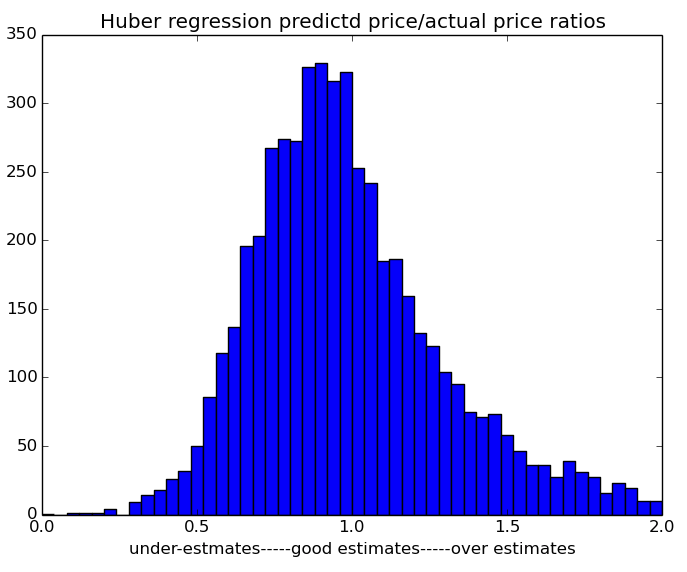 Huber regression predictd price/actual price ratios
350
300
250
200
150
100
50
0
0.0 0.5 1.0 1.5 2.0
under-estmates-----good estimates-----over estimates